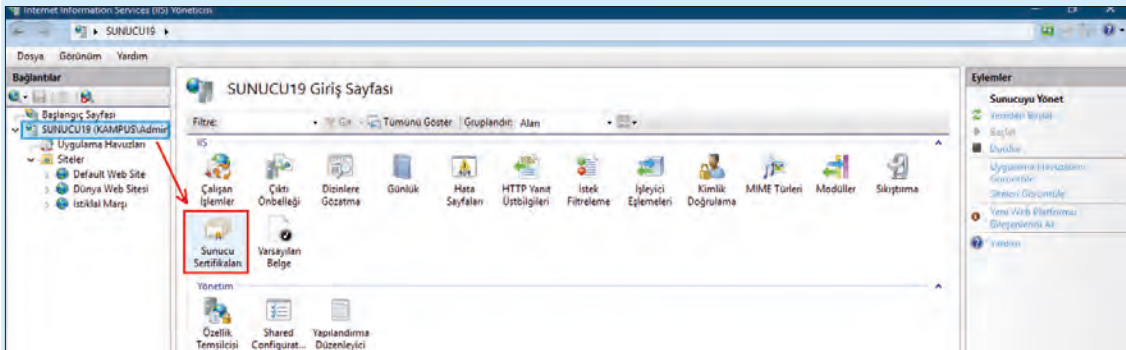 Internet Information Services (IIS) Yöneticisi
SUNUCU19
Dosya Görünüm Yardım
Bağlantılar
Başlangıç Sayfası
SUNUCU19 (KAMPUS\Admin
Uygulama Havuzları
Siteler
Default Web Site
Dünya Web Sitesi
İstiklal Marşı
SUNUCU19 Giriş Sayfası
Filtre: Git Tümünü Göster Gruplandır: Alan
IIS
Çalışan İşlemler
Çıktı Önbelleği
Dizinlere Gözatma
Günlük
Hata Sayfaları
HTTP Yanıt Üstbilgileri
İstek Filtreleme
İşleyici Eşlemeleri
Kimlik Doğrulama
MIME Türleri
Modüller
Sıkıştırma
Sunucu Sertifikaları
Varsayılan Belge
Yönetim
Özellik Temsilcisi
Shared Configurat...
Yapılandırma Düzenleyici
Eylemler
Sunucuyu Yönet
Yeniden Başlat
Başlat
Durdur
Uygulama Havuzlarını
Görüntüle
Siteleri Görüntüle
Yeni Web Platformu
Bileşenlerini Al
Yardım